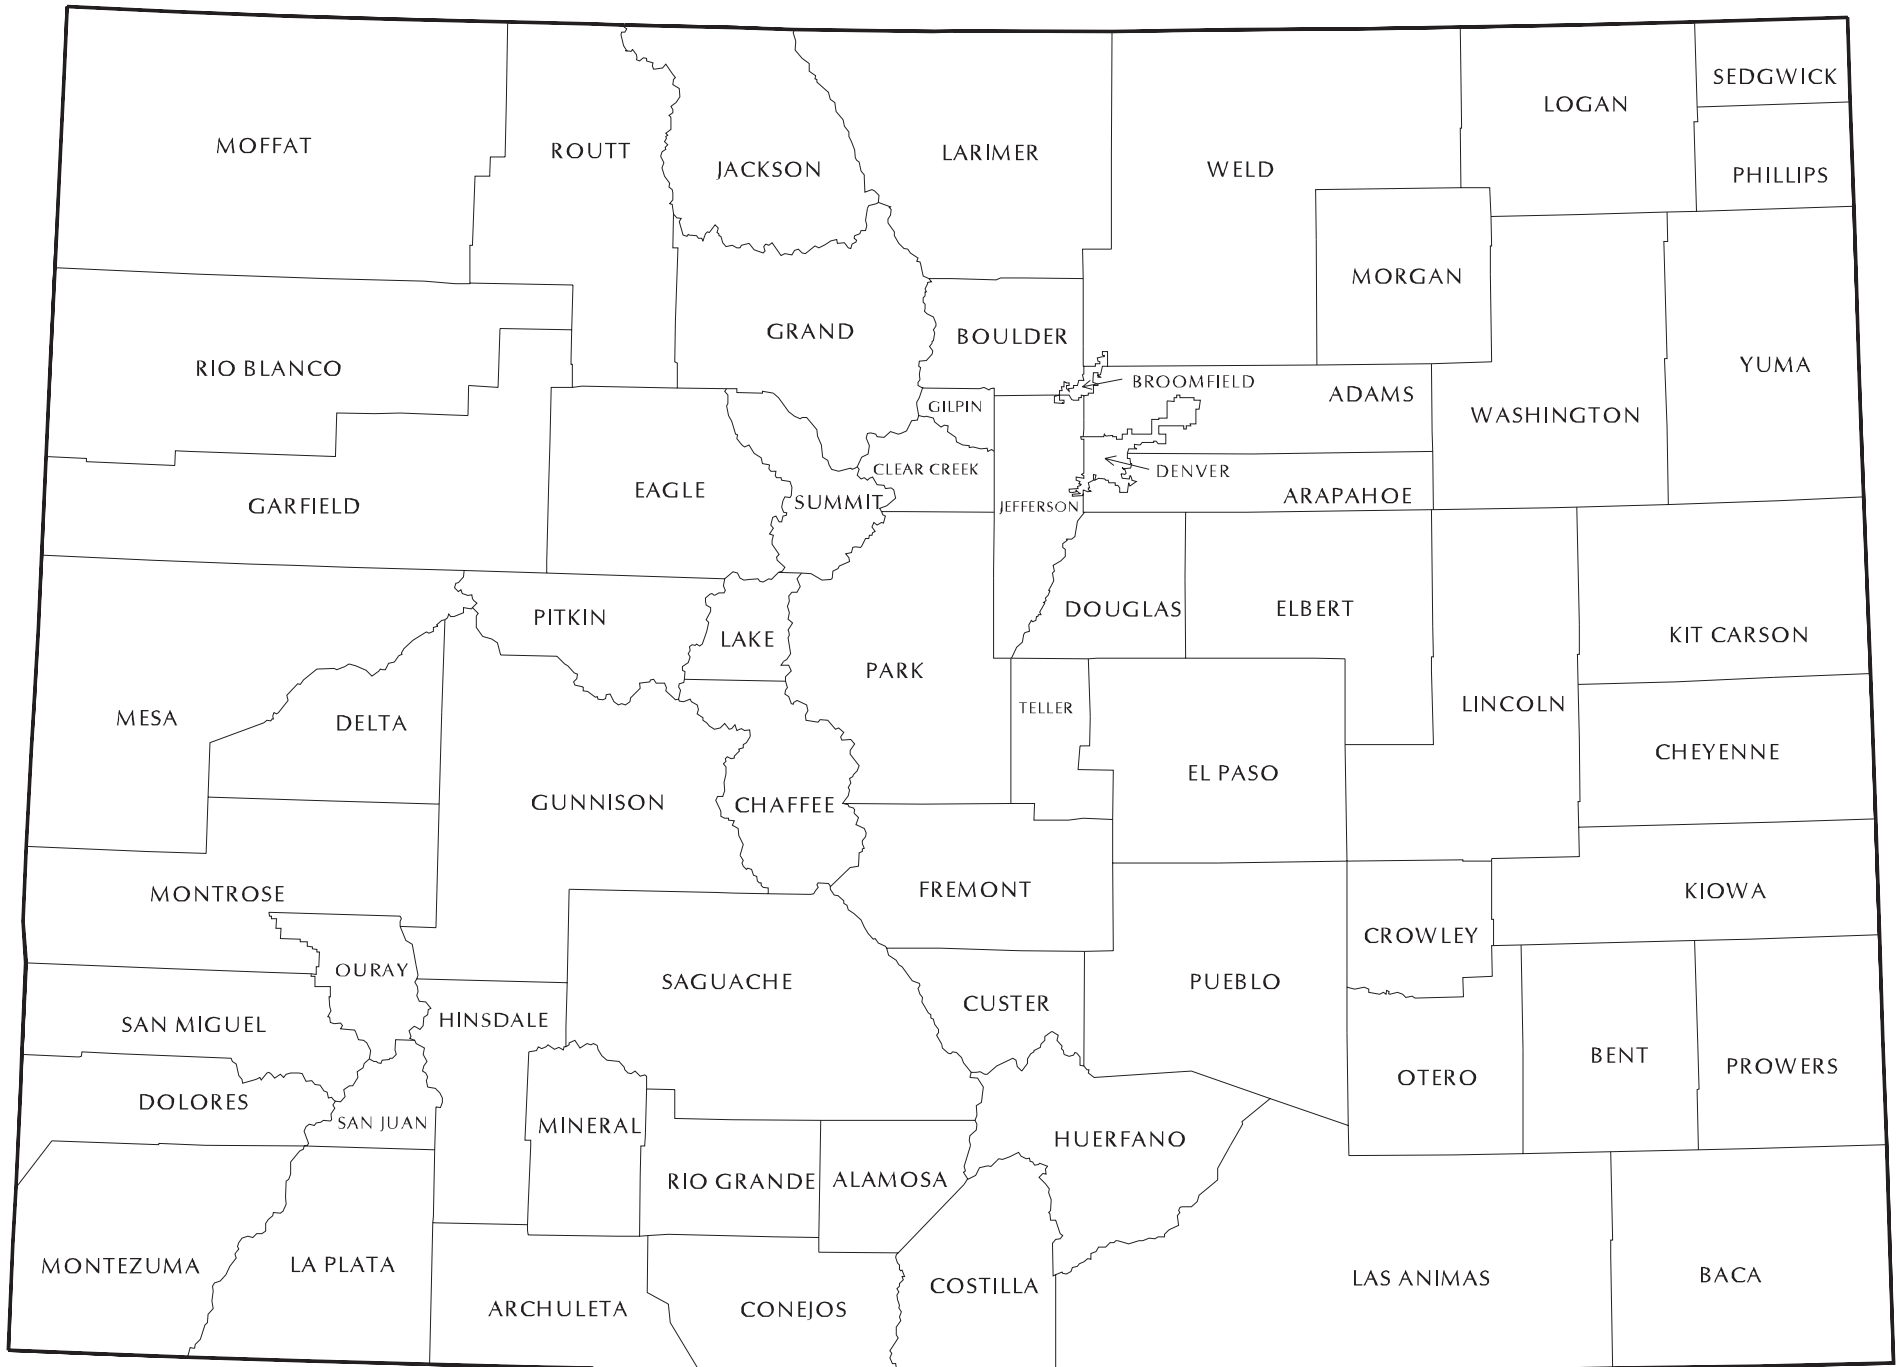 SEDGWICK
LOGAN
MOFFAT
ROUTT
JACKSON
LARIMER
WELD
PHILLIPS
MORGAN
GRAND
BOULDER
RIO BLANCO
YUMA
BROOMFIELD
ADAMS
GILPIN
WASHINGTON
CLEAR CREEK
DENVER
EAGLE
SUMMIT
ARAPAHOE
GARFIELD
JEFFERSON
PITKIN
DOUGLAS
ELBERT
LAKE
KIT CARSON
PARK
TELLER
LINCOLN
MESA
DELTA
CHEYENNE
EL PASO
GUNNISON
CHAFFEE
MONTROSE
FREMONT
KIOWA
CROWLEY
OURAY
SAGUACHE
PUEBLO
CUSTER
SAN MIGUEL
HINSDALE
BENT
PROWERS
OTERO
DOLORES
SAN JUAN
MINERAL
HUERFANO
RIO GRANDE
ALAMOSA
MONTEZUMA
LA PLATA
COSTILLA
LAS ANIMAS
BACA
ARCHULETA
CONEJOS